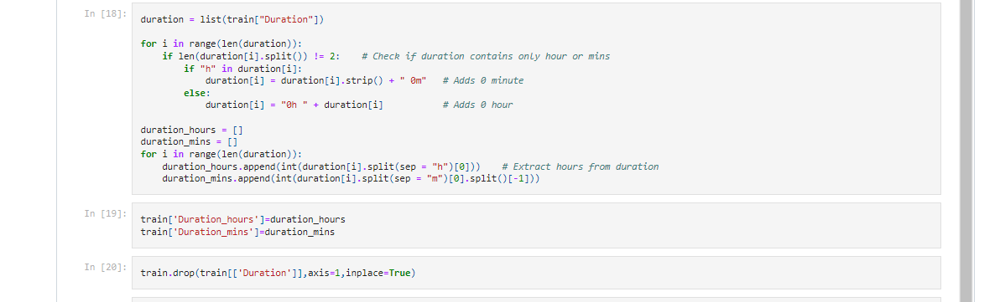 In [18]:
duration = list(train["Duration"])
for i in range(len(duration)):
    if len(duration[i].split()) != 2:    # Check if duration contains only hour or mins
        if "h" in duration[i]:
            duration[i] = duration[i].strip() + " 0m"   # Adds 0 minute
        else:
            duration[i] = "0h " + duration[i]           # Adds 0 hour
duration_hours = []
duration_mins = []
for i in range(len(duration)):
    duration_hours.append(int(duration[i].split(sep = "h")[0]))    # Extract hours from duration
    duration_mins.append(int(duration[i].split(sep = "m")[0].split()[-1]))
In [19]:
train['Duration_hours']=duration_hours
train['Duration_mins']=duration_mins
In [20]:
train.drop(train[['Duration']],axis=1,inplace=True)